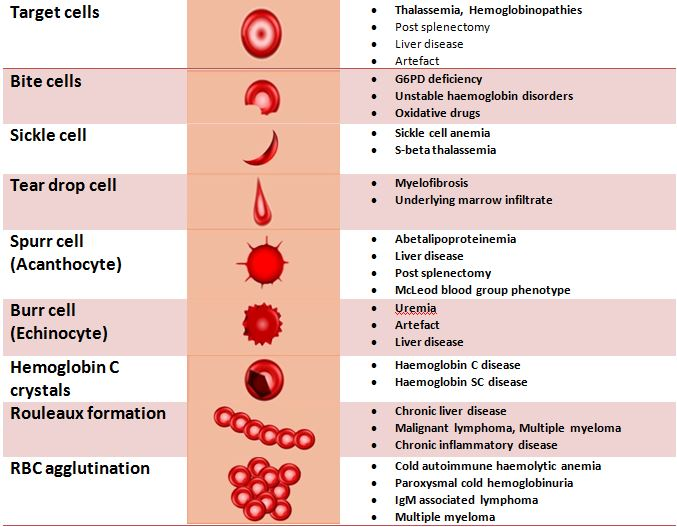 Target cells
• Thalassemia, Hemoglobinopathies
• Post splenectomy
• Liver disease
• Artefact
Bite cells
• G6PD deficiency
• Unstable haemoglobin disorders
• Oxidative drugs
Sickle cell
• Sickle cell anemia
• S-beta thalassemia
Tear drop cell
• Myelofibrosis
• Underlying marrow infiltrate
Spurr cell
(Acanthocyte)
• Abetalipoproteinemia
• Liver disease
• Post splenectomy
• McLeod blood group phenotype
Burr cell
(Echinocyte)
• Uremia
• Artefact
• Liver disease
Hemoglobin C
crystals
• Haemoglobin C disease
• Haemoglobin SC disease
Rouleaux formation
• Chronic liver disease
• Malignant lymphoma, Multiple myeloma
• Chronic inflammatory disease
RBC agglutination
• Cold autoimmune haemolytic anemia
• Paroxysmal cold hemoglobinuria
• IgM associated lymphoma
• Multiple myeloma